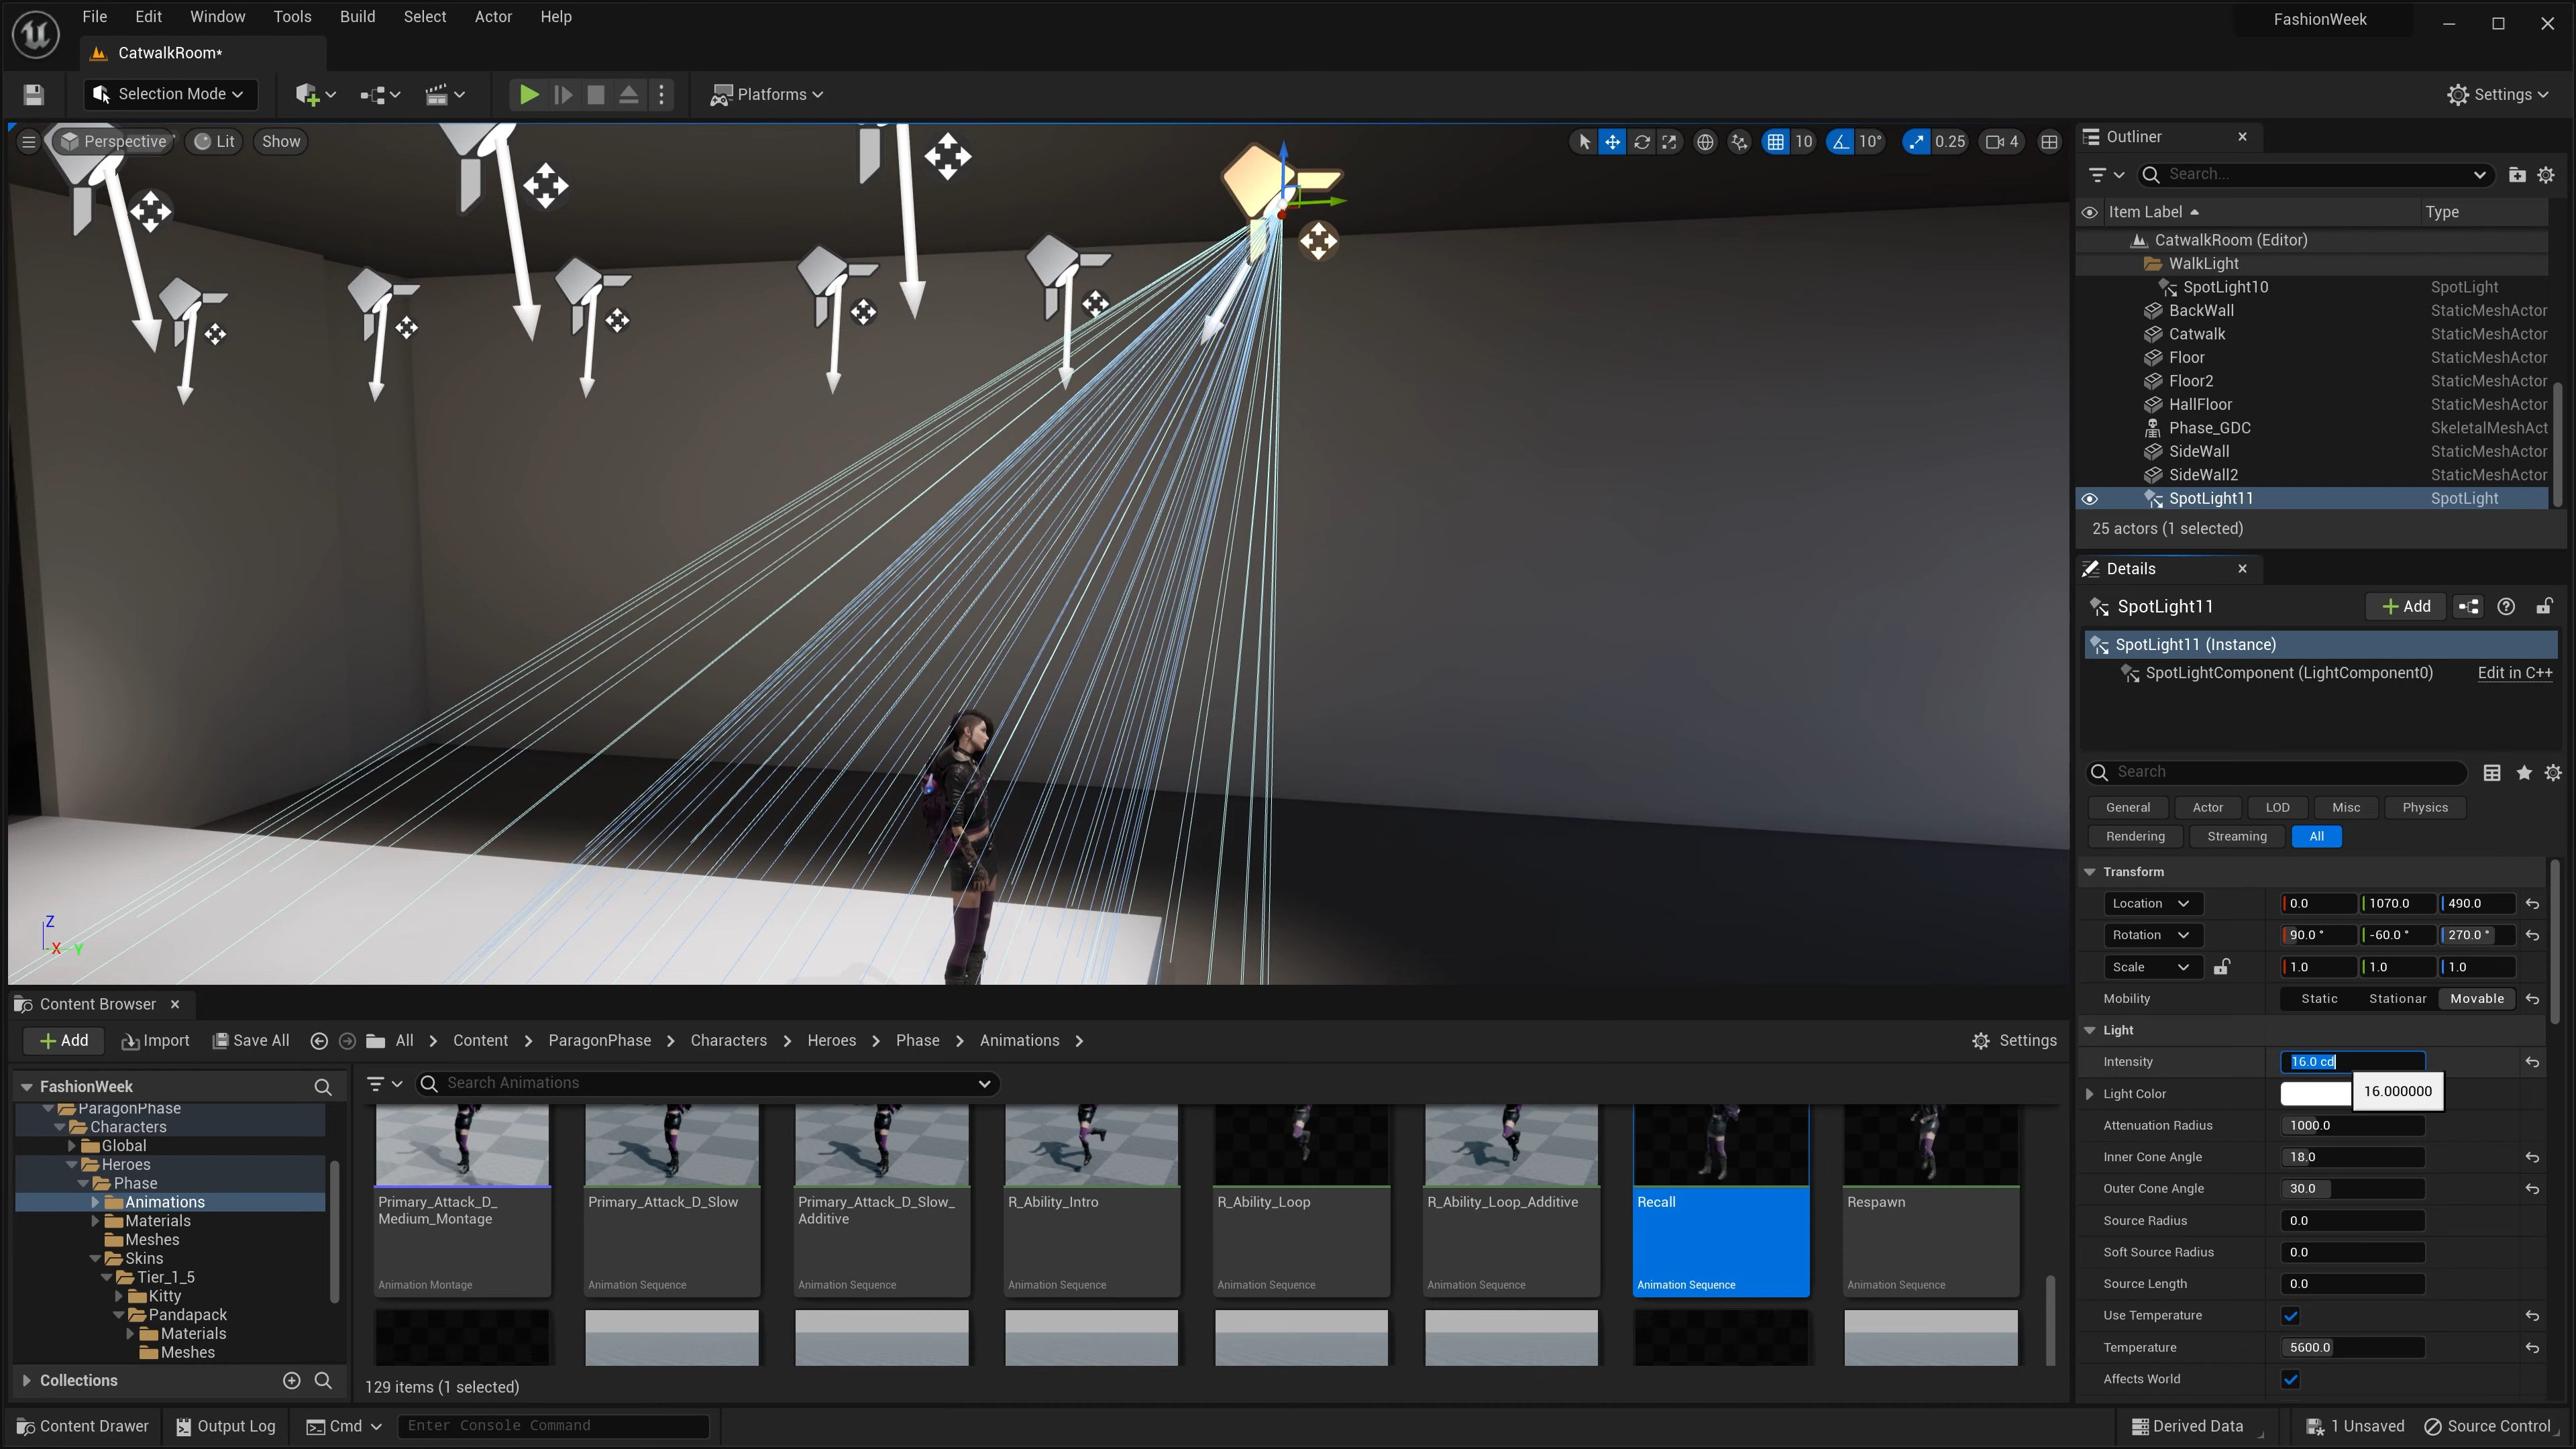 File Edit Window Tools Build Select Actor Help
FashionWeek
CatwalkRoom*
Selection Mode
Platforms
Settings
Perspective Lit Show
10 10° 0.25 4
Z
X Y
Outliner
Search...
Item Label Type
CatwalkRoom (Editor)
WalkLight
SpotLight10 SpotLight
BackWall StaticMeshActor
Catwalk StaticMeshActor
Floor StaticMeshActor
Floor2 StaticMeshActor
HallFloor StaticMeshActor
Phase_GDC SkeletalMeshAct
SideWall StaticMeshActor
SideWall2 StaticMeshActor
SpotLight11 SpotLight
25 actors (1 selected)
Details
SpotLight11 Add
SpotLight11 (Instance)
SpotLightComponent (LightComponent0) Edit in C++
Search
General Actor LOD Misc Physics
Rendering Streaming All
Transform
Location 0.0 1070.0 490.0
Rotation 90.0 ° -60.0 ° 270.0 °
Scale 1.0 1.0 1.0
Mobility Static Stationar Movable
Light
Intensity 16.0 cd
Light Color 16.000000
Attenuation Radius 1000.0
Inner Cone Angle 18.0
Outer Cone Angle 30.0
Source Radius 0.0
Soft Source Radius 0.0
Source Length 0.0
Use Temperature
Temperature 5600.0
Affects World
Content Browser
Add Import Save All All Content ParagonPhase Characters Heroes Phase Animations Settings
FashionWeek
ParagonPhase
Characters
Global
Heroes
Phase
Animations
Materials
Meshes
Skins
Tier_1_5
Kitty
Pandapack
Materials
Meshes
Collections
Search Animations
Primary_Attack_D_
Medium_Montage
Animation Montage
Primary_Attack_D_Slow
Animation Sequence
Primary_Attack_D_Slow_
Additive
Animation Sequence
R_Ability_Intro
Animation Sequence
R_Ability_Loop
Animation Sequence
R_Ability_Loop_Additive
Animation Sequence
Recall
Animation Sequence
Respawn
Animation Sequence
129 items (1 selected)
Content Drawer Output Log Cmd Enter Console Command
Derived Data 1 Unsaved Source Control